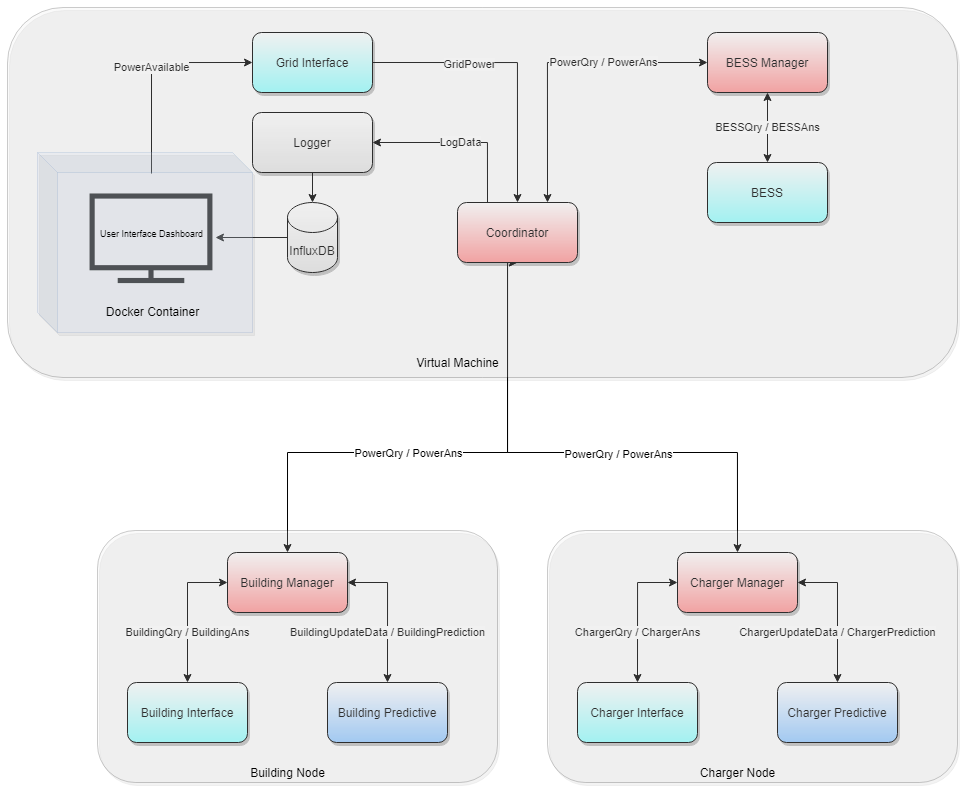 Grid Interface
PowerAvailable
GridPower
PowerQry / PowerAns
BESS Manager
Logger
LogData
BESSQry / BESSAns
BESS
User Interface Dashboard
InfluxDB
Coordinator
Docker Container
Virtual Machine
PowerQry / PowerAns
PowerQry / PowerAns
Building Manager
BuildingQry / BuildingAns
BuildingUpdateData / BuildingPrediction
Building Interface
Building Predictive
Building Node
Charger Manager
ChargerQry / ChargerAns
ChargerUpdateData / ChargerPrediction
Charger Interface
Charger Predictive
Charger Node